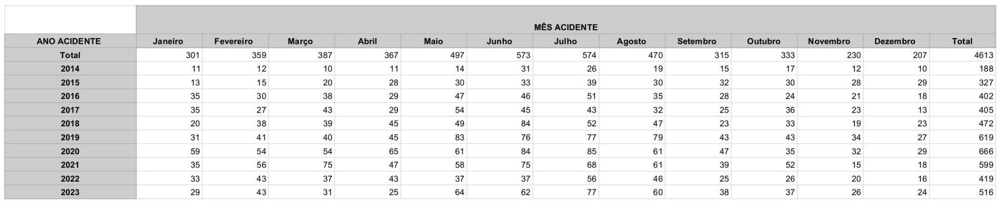 MÊS ACIDENTE
ANO ACIDENTE Janeiro Fevereiro Março Abril Maio Junho Julho Agosto Setembro Outubro Novembro Dezembro Total
Total 301 359 387 367 497 573 574 470 315 333 230 207 4613
2014 11 12 10 11 14 31 26 19 15 17 12 10 188
2015 13 15 20 28 30 33 39 30 32 30 28 29 327
2016 35 30 38 29 47 46 51 35 28 24 21 18 402
2017 35 27 43 29 54 45 43 32 25 36 23 13 405
2018 20 38 39 45 49 84 52 47 23 33 19 23 472
2019 31 41 40 45 83 76 77 79 43 43 34 27 619
2020 59 54 54 65 61 84 85 61 47 35 32 29 666
2021 35 56 75 47 58 75 68 61 39 52 15 18 599
2022 33 43 37 43 37 37 56 46 25 26 20 16 419
2023 29 43 31 25 64 62 77 60 38 37 26 24 516